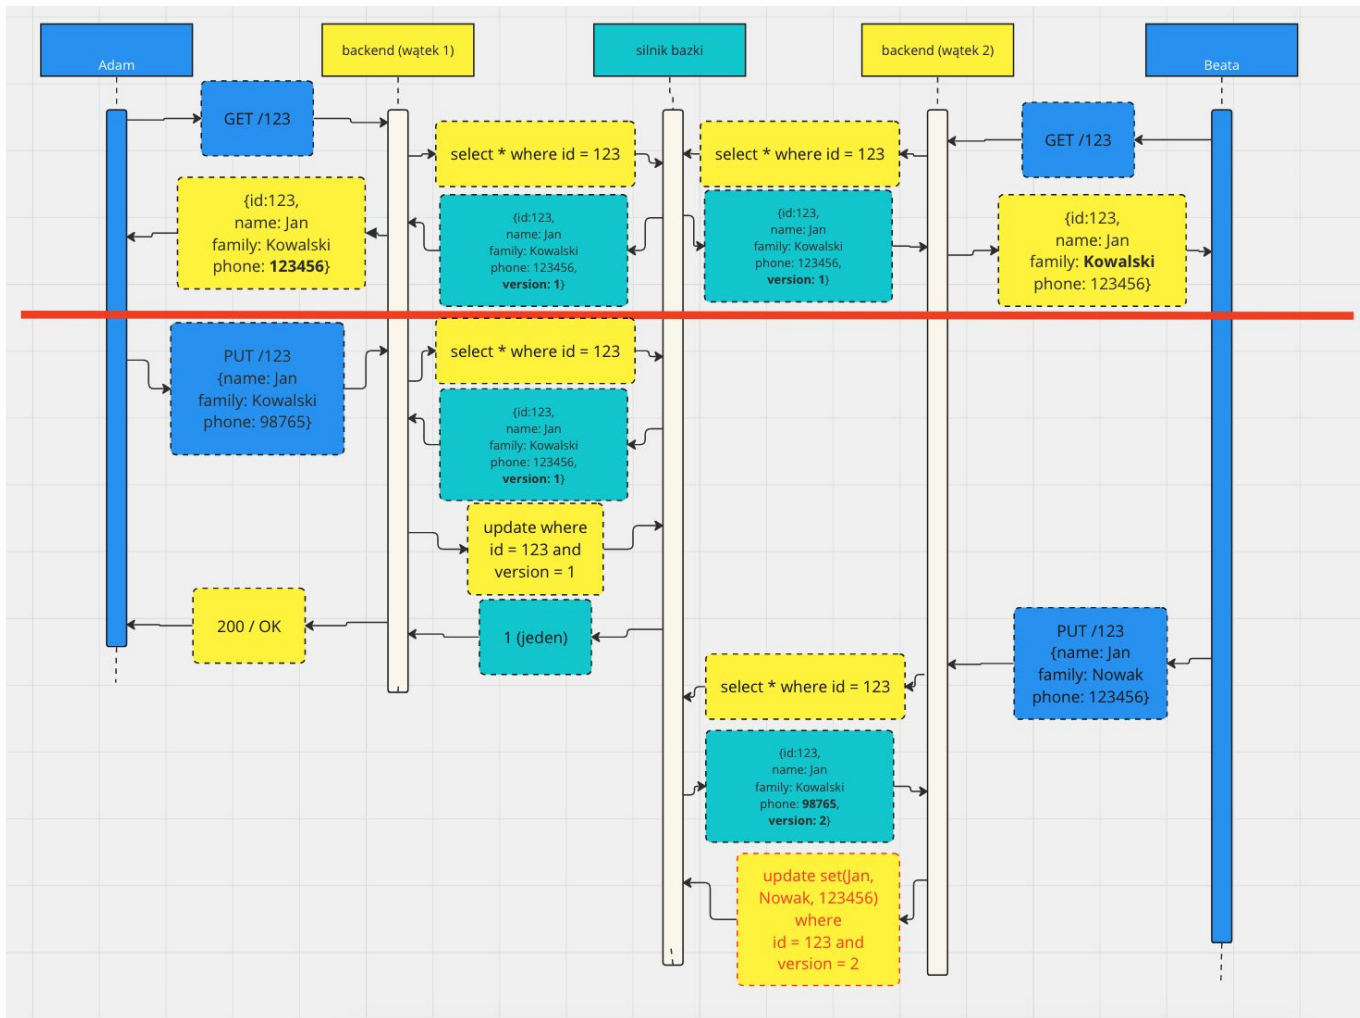 Adam
backend (wątek 1)
silnik bazki
backend (wątek 2)
Beata
GET /123
select * where id = 123
select * where id = 123
GET /123
{id:123,
name: Jan
family: Kowalski
phone: 123456}
{id:123,
name: Jan
family: Kowalski
phone: 123456,
version: 1}
{id:123,
name: Jan
family: Kowalski
phone: 123456,
version: 1}
{id:123,
name: Jan
family: Kowalski
phone: 123456}
PUT /123
{name: Jan
family: Kowalski
phone: 98765}
select * where id = 123
{id:123,
name: Jan
family: Kowalski
phone: 123456,
version: 1}
update where
id = 123 and
version = 1
200 / OK
1 (jeden)
PUT /123
{name: Jan
family: Nowak
phone: 123456}
select * where id = 123
{id:123,
name: Jan
family: Kowalski
phone: 98765,
version: 2}
update set(Jan,
Nowak, 123456)
where
id = 123 and
version = 2